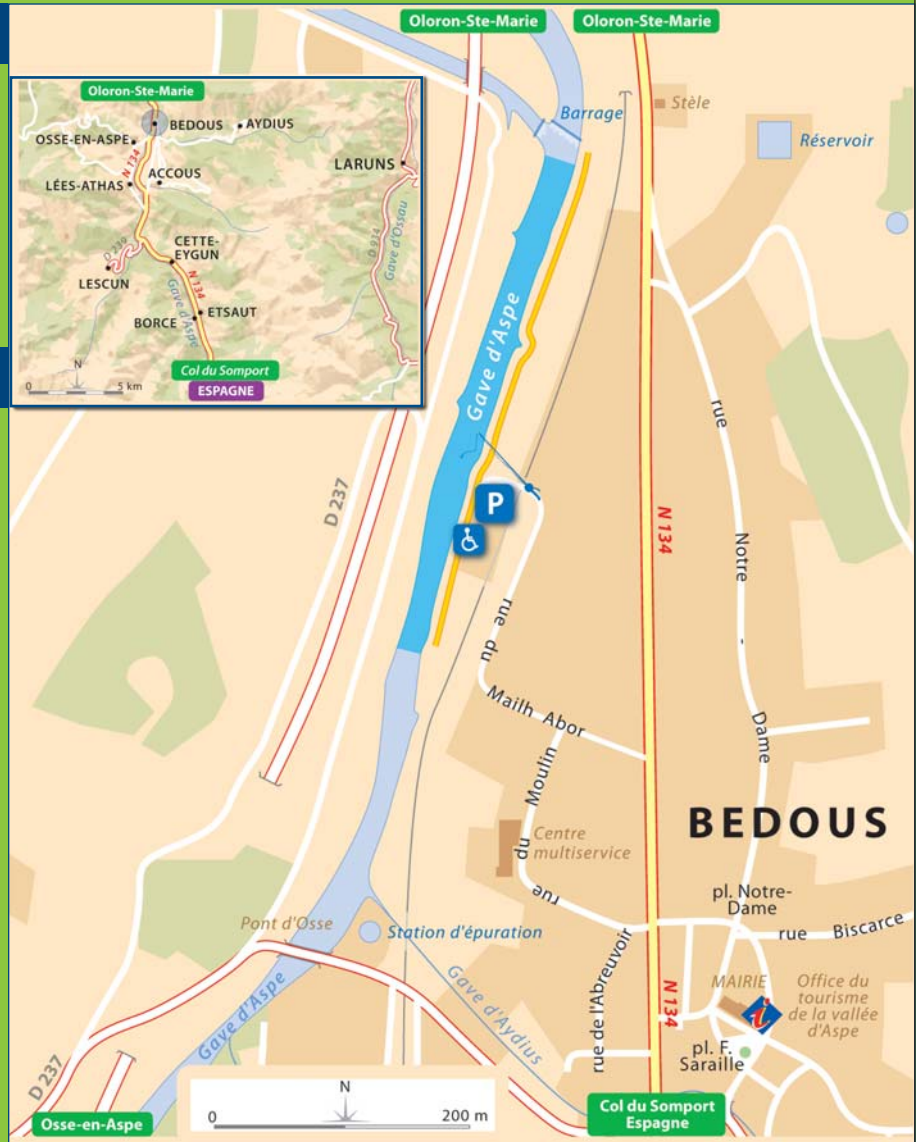 Oloron-Ste-Marie
Oloron-Ste-Marie
Oloron-Ste-Marie
BEDOUS
AYDIUS
OSSE-EN-ASPE
N 134
ACCOUS
LÉES-ATHAS
LARUNS
D 239
CETTE-
EYGUN
LESCUN
N 134
Gave d'Aspe
ETSAUT
BORCE
D 914
Gave d'Ossau
Col du Somport
ESPAGNE
N
0
5 km
Barrage
Stèle
Réservoir
Gave d'Aspe
D 237
P
N 134
rue
Notre
-
Dame
rue du
Mailh Abor
BEDOUS
rue
du Moulin
Centre
multiservice
pl. Notre-
Dame
rue Biscarce
Pont d'Osse
Station d'épuration
rue de l'Abreuvoir
N 134
MAIRIE
i
Office du
tourisme
de la vallée
d'Aspe
Gave d'Aspe
Gave d'Aydius
pl. F.
Saraille
D 237
N
0
200 m
Osse-en-Aspe
Col du Somport
Espagne